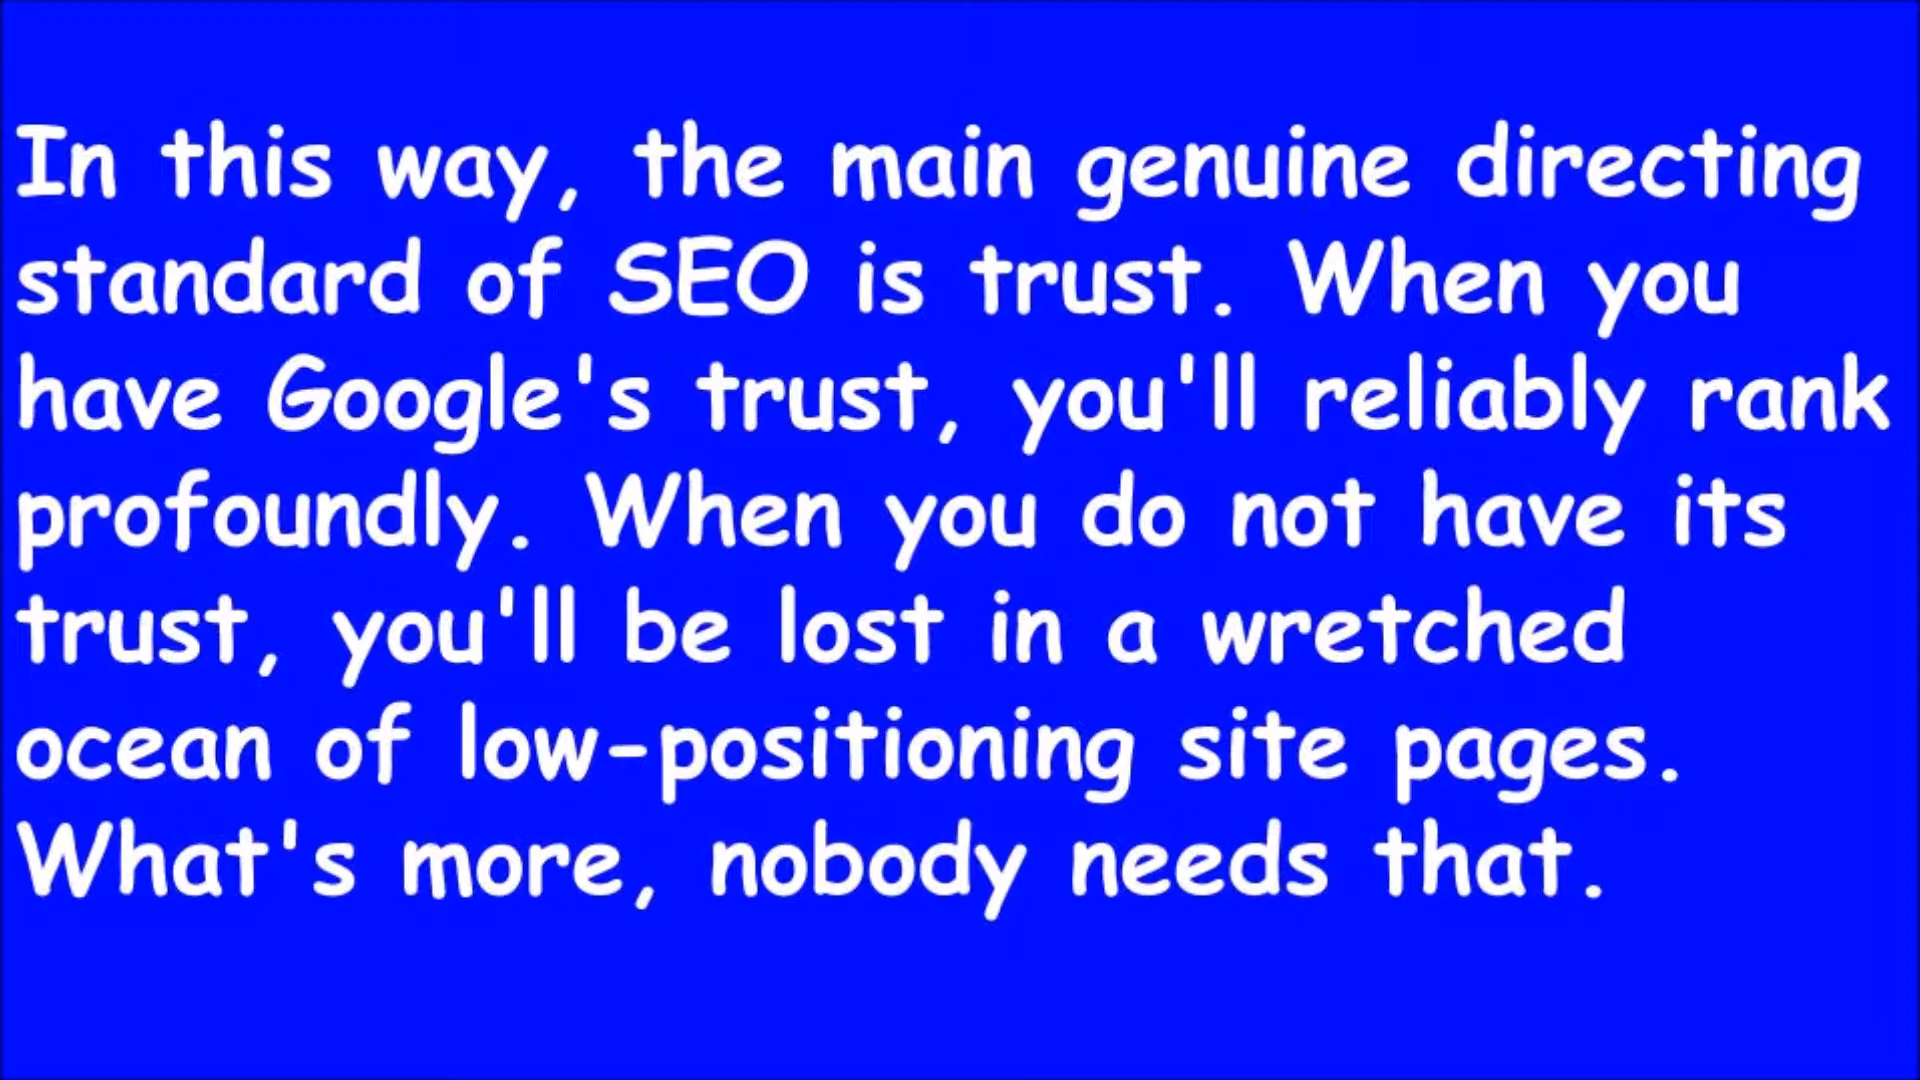 In this way, the main genuine directing
standard of SEO is trust. When you
have Google's trust, you'll reliably rank
profoundly. When you do not have its
trust, you'll be lost in a wretched
ocean of low-positioning site pages.
What's more, nobody needs that.